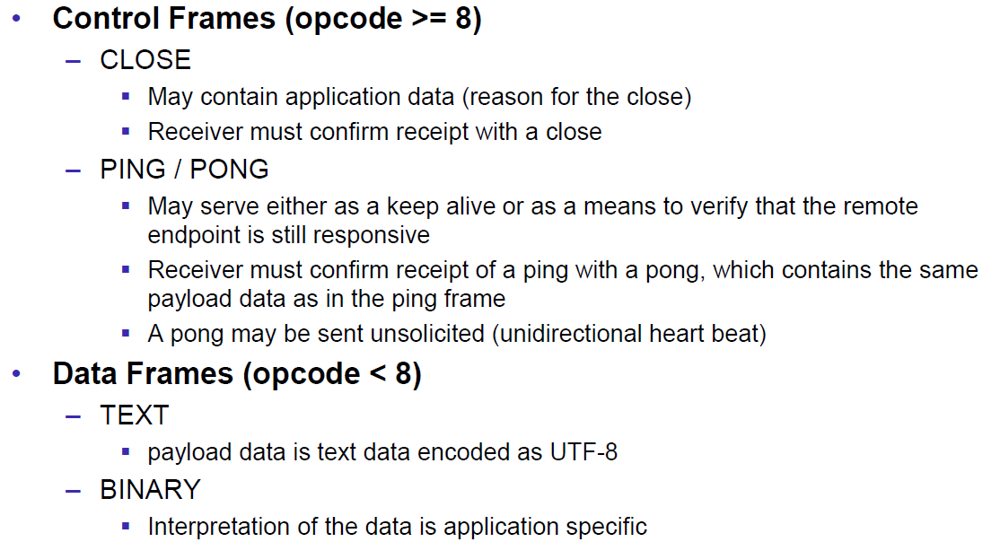 • Control Frames (opcode >= 8)
– CLOSE
▪ May contain application data (reason for the close)
▪ Receiver must confirm receipt with a close
– PING / PONG
▪ May serve either as a keep alive or as a means to verify that the remote
endpoint is still responsive
▪ Receiver must confirm receipt of a ping with a pong, which contains the same
payload data as in the ping frame
▪ A pong may be sent unsolicited (unidirectional heart beat)
• Data Frames (opcode < 8)
– TEXT
▪ payload data is text data encoded as UTF-8
– BINARY
▪ Interpretation of the data is application specific